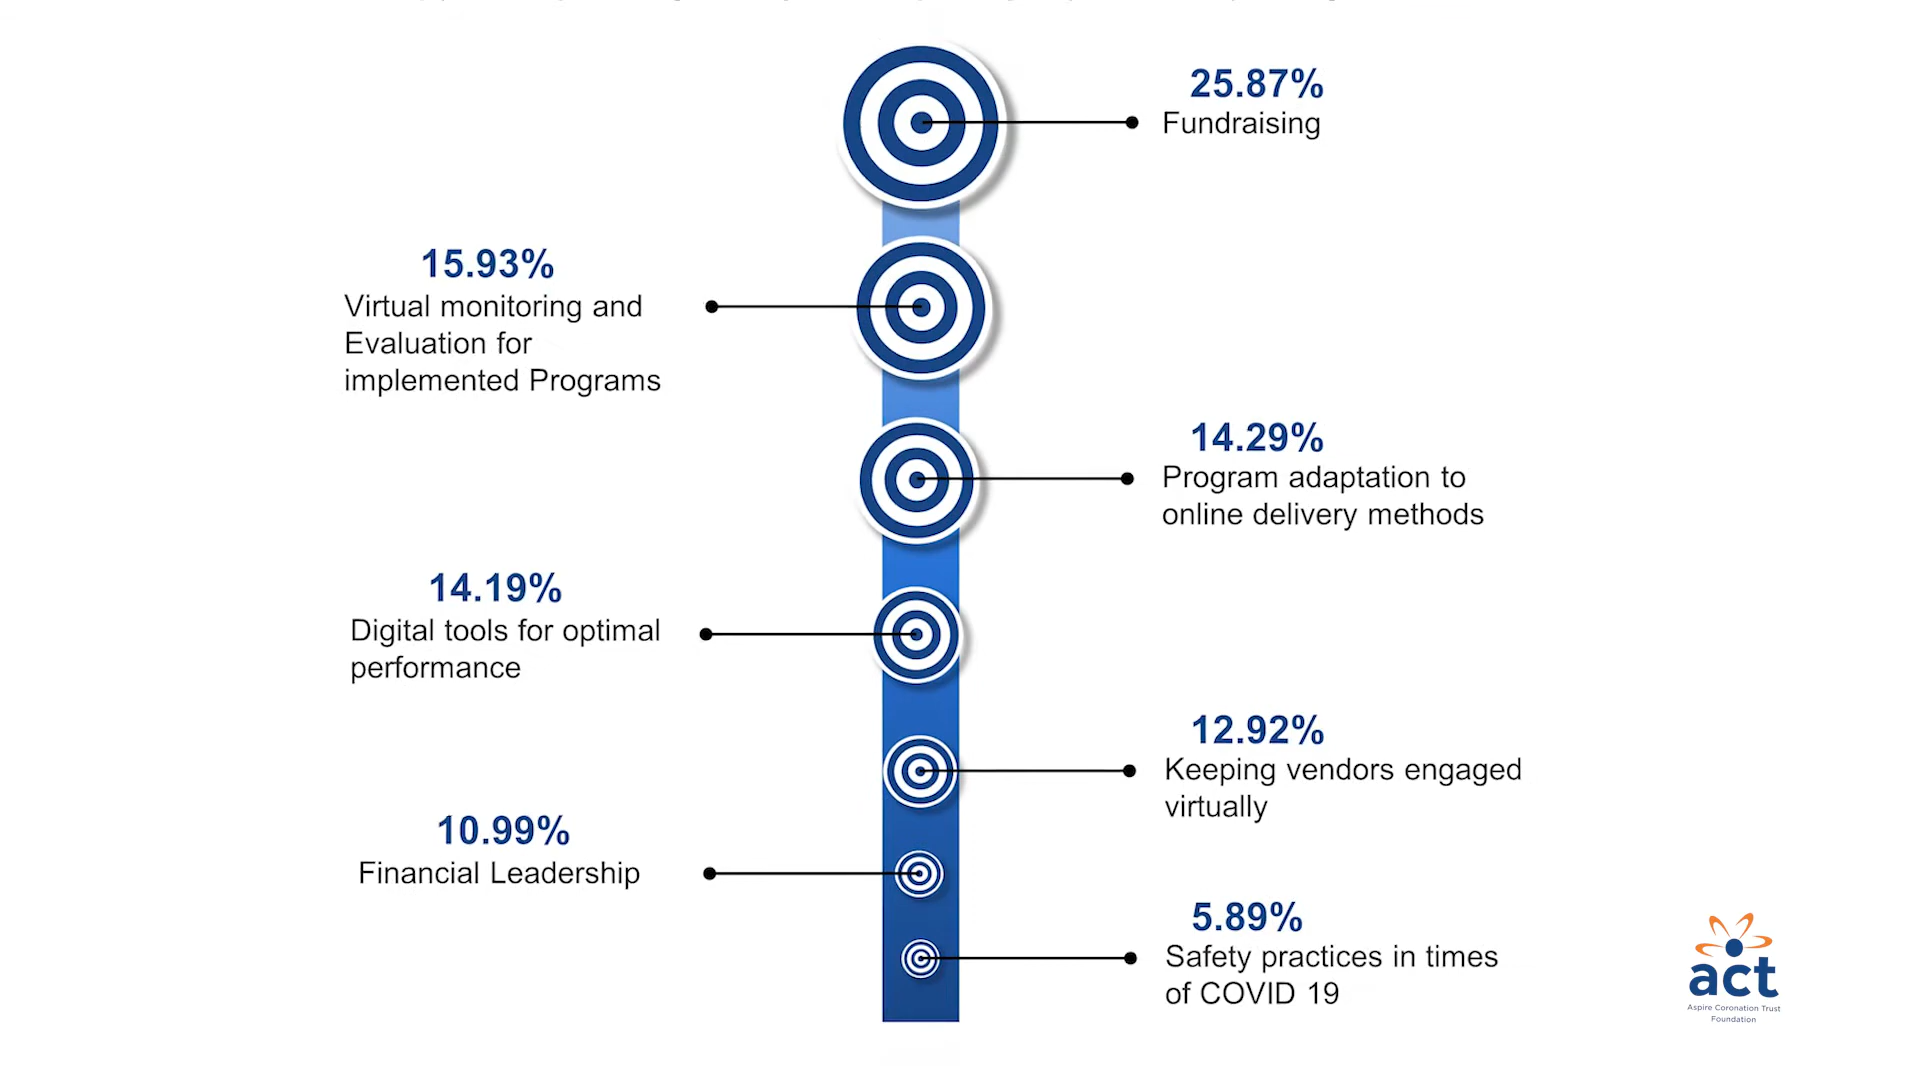 25.87%
Fundraising
15.93%
Virtual monitoring and
Evaluation for
implemented Programs
14.29%
Program adaptation to
online delivery methods
14.19%
Digital tools for optimal
performance
12.92%
Keeping vendors engaged
virtually
10.99%
Financial Leadership
5.89%
Safety practices in times
of COVID 19
act
Aspire Coronation Trust
Foundation